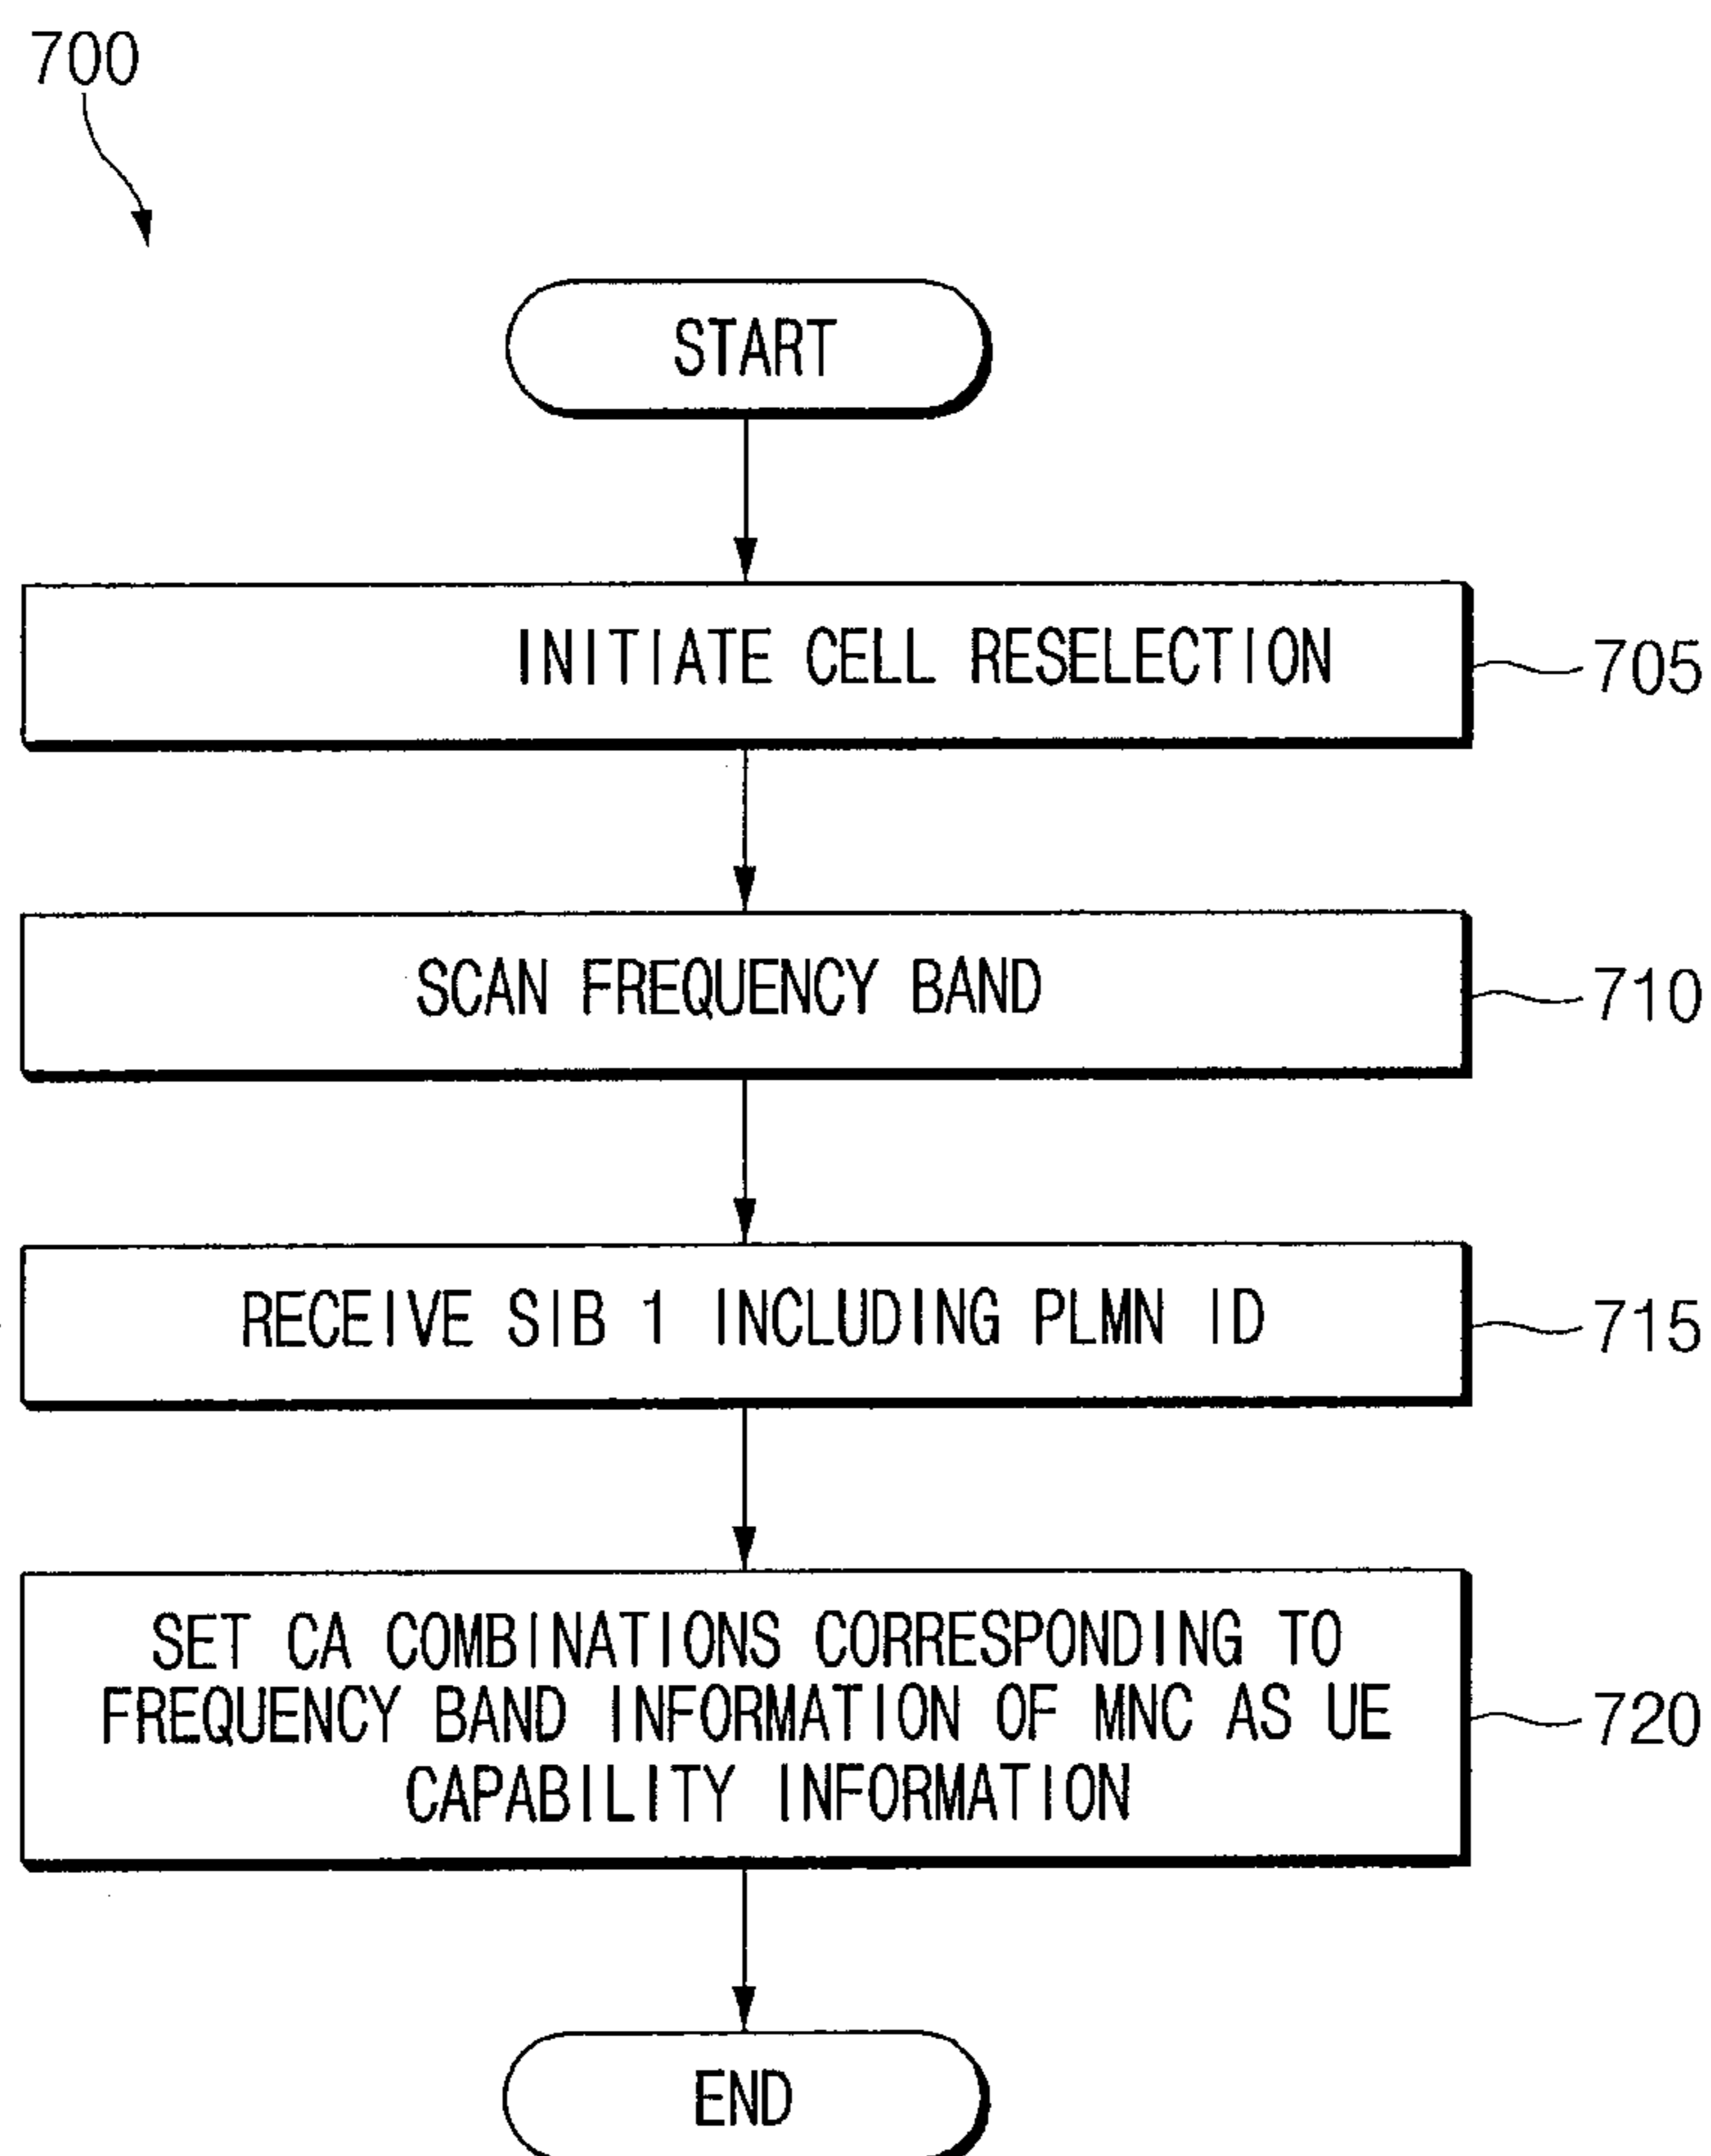 700
START
INITIATE CELL RESELECTION
705
SCAN FREQUENCY BAND
710
RECEIVE SIB 1 INCLUDING PLMN ID
715
SET CA COMBINATIONS CORRESPONDING TO
FREQUENCY BAND INFORMATION OF MNC AS UE
CAPABILITY INFORMATION
720
END